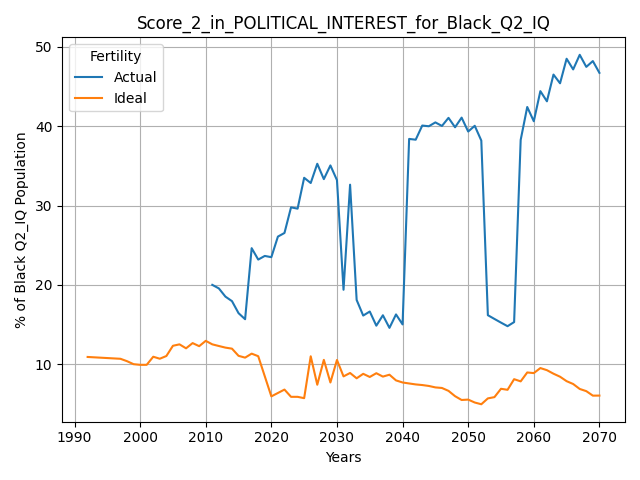 Score_2_in_POLITICAL_INTEREST_for_Black_Q2_IQ
Fertility
Actual
Ideal
% of Black Q2_IQ Population
50
40
30
20
10
1990 2000 2010 2020 2030 2040 2050 2060 2070
Years